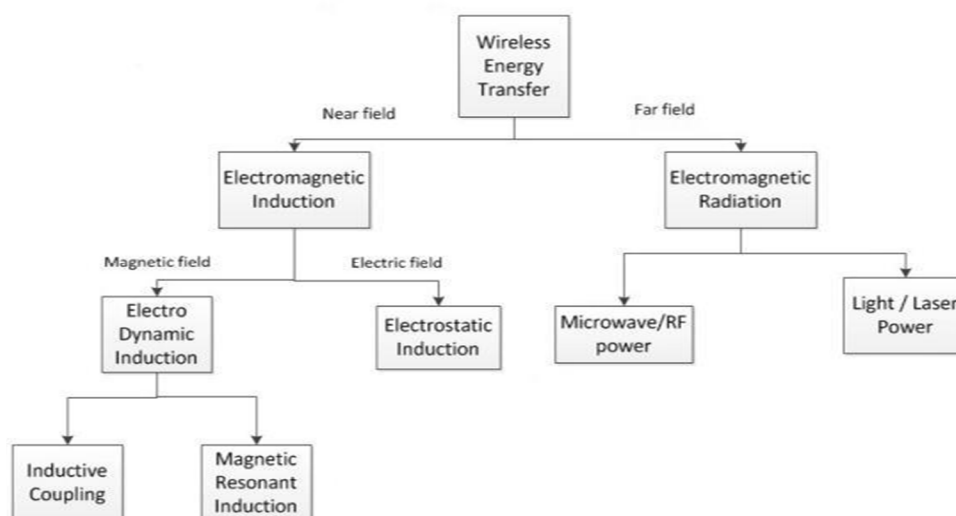 Wireless
Energy
Transfer
Near field
Far field
Electromagnetic
Induction
Electromagnetic
Radiation
Magnetic field
Electric field
Electro
Dynamic
Induction
Electrostatic
Induction
Microwave/RF
power
Light / Laser
Power
Inductive
Coupling
Magnetic
Resonant
Induction